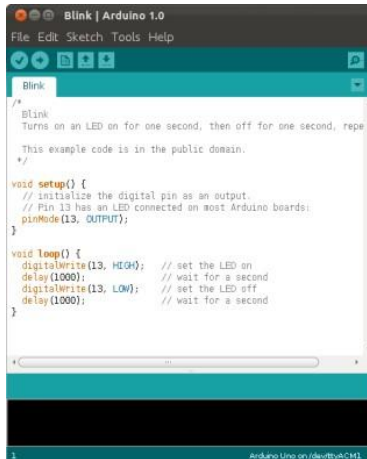 Blink | Arduino 1.0
File Edit Sketch Tools Help
Blink
/*
  Blink
  Turns on an LED on for one second, then off for one second, repe

  This example code is in the public domain.
 */

void setup() {
  // initialize the digital pin as an output.
  // Pin 13 has an LED connected on most Arduino boards:
  pinMode(13, OUTPUT);
}

void loop() {
  digitalWrite(13, HIGH);   // set the LED on
  delay(1000);              // wait for a second
  digitalWrite(13, LOW);    // set the LED off
  delay(1000);              // wait for a second
}
1
Arduino Uno on /dev/ttyACM1